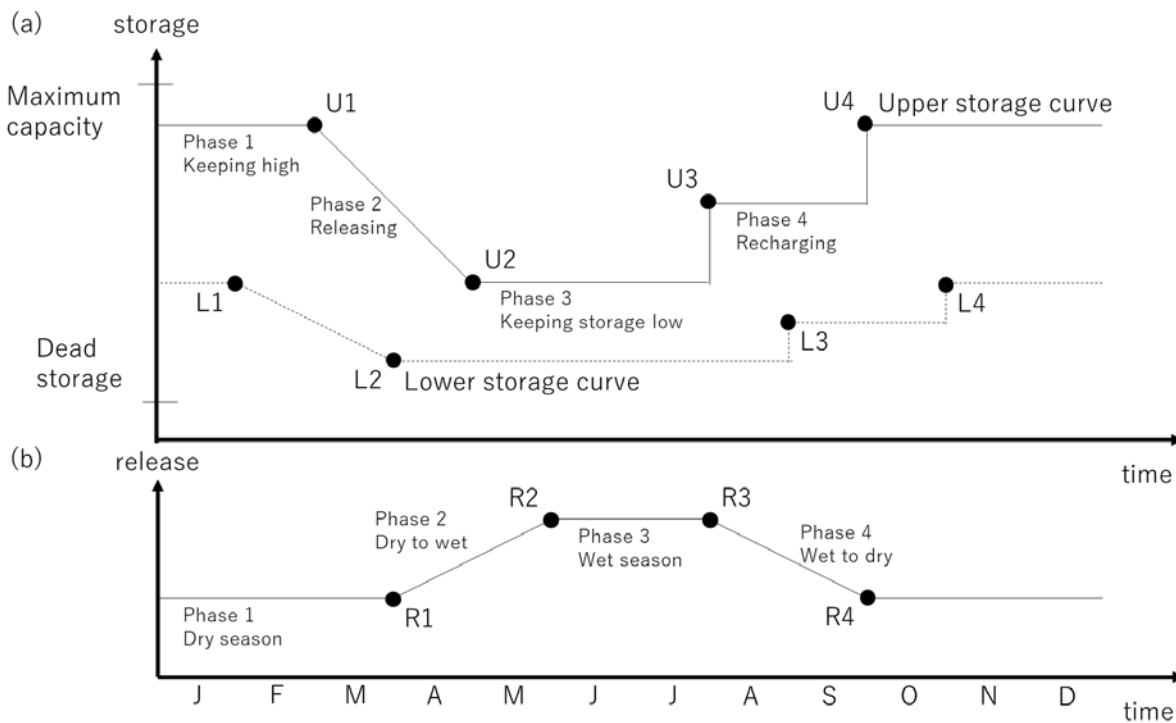 (a)
storage
Maximum
capacity
U1
U4
Upper storage curve
Phase 1
Keeping high
U3
Phase 2
Releasing
Phase 4
Recharging
U2
L1
Phase 3
Keeping storage low
L4
L3
Dead
storage
L2
Lower storage curve
(b)
release
time
R2
R3
Phase 2
Dry to wet
Phase 3
Wet season
Phase 4
Wet to dry
Phase 1
Dry season
R1
R4
J F M A M J J A S O N D
time